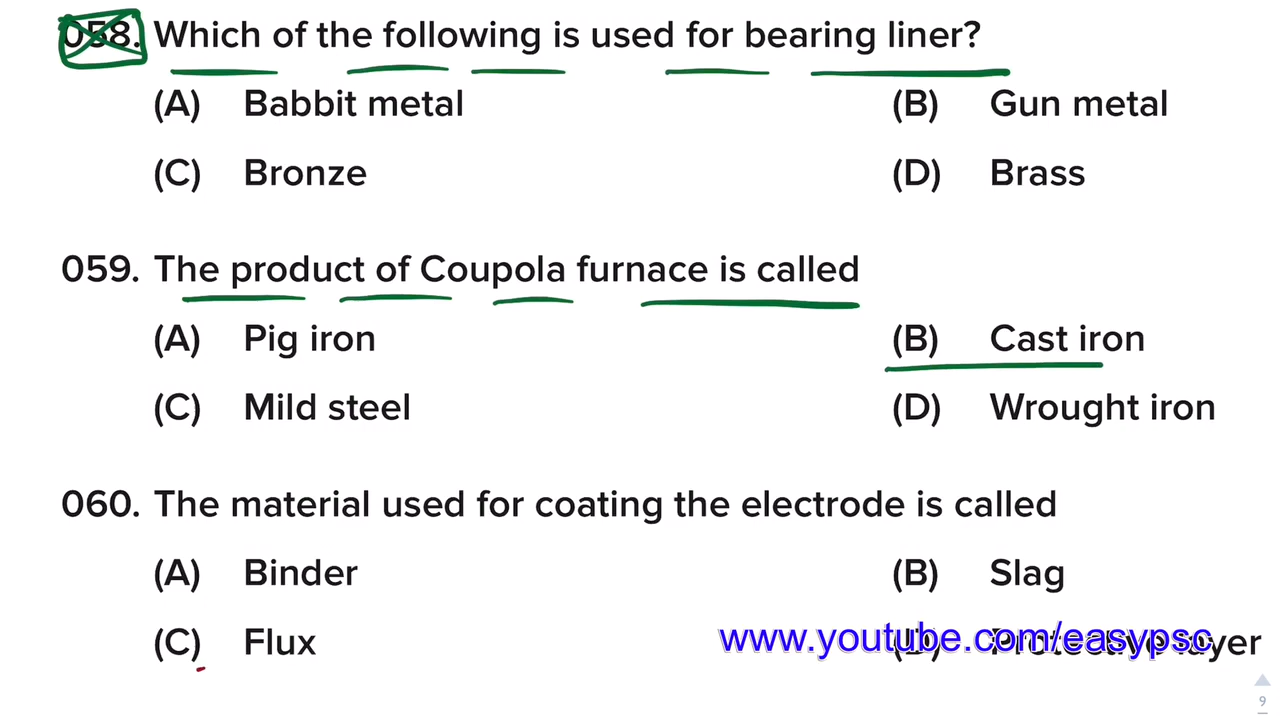 058. Which of the following is used for bearing liner?
(A) Babbit metal (B) Gun metal
(C) Bronze (D) Brass
059. The product of Coupola furnace is called
(A) Pig iron (B) Cast iron
(C) Mild steel (D) Wrought iron
060. The material used for coating the electrode is called
(A) Binder (B) Slag
(C) Flux (D) Protective layer
www.youtube.com/easypsc
9